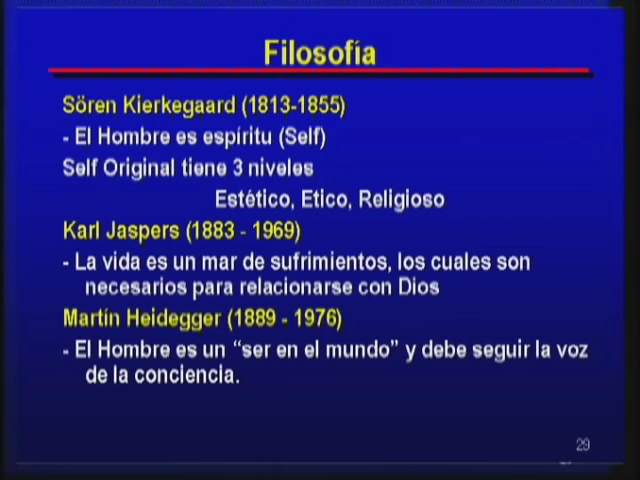 Filosofía
Sören Kierkegaard (1813-1855)
- El Hombre es espíritu (Self)
Self Original tiene 3 niveles
Estético, Etico, Religioso
Karl Jaspers (1883 - 1969)
- La vida es un mar de sufrimientos, los cuales son
necesarios para relacionarse con Dios
Martín Heidegger (1889 - 1976)
- El Hombre es un “ser en el mundo” y debe seguir la voz
de la conciencia.
29